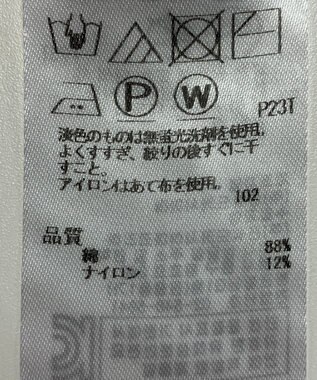 P W
P23T
淡色のものは無蛍光洗剤を使用。
よくすすぎ、絞りの後すぐに干
すこと。
アイロンはあて布を使用。
102
品質
綿 88%
ナイロン 12%